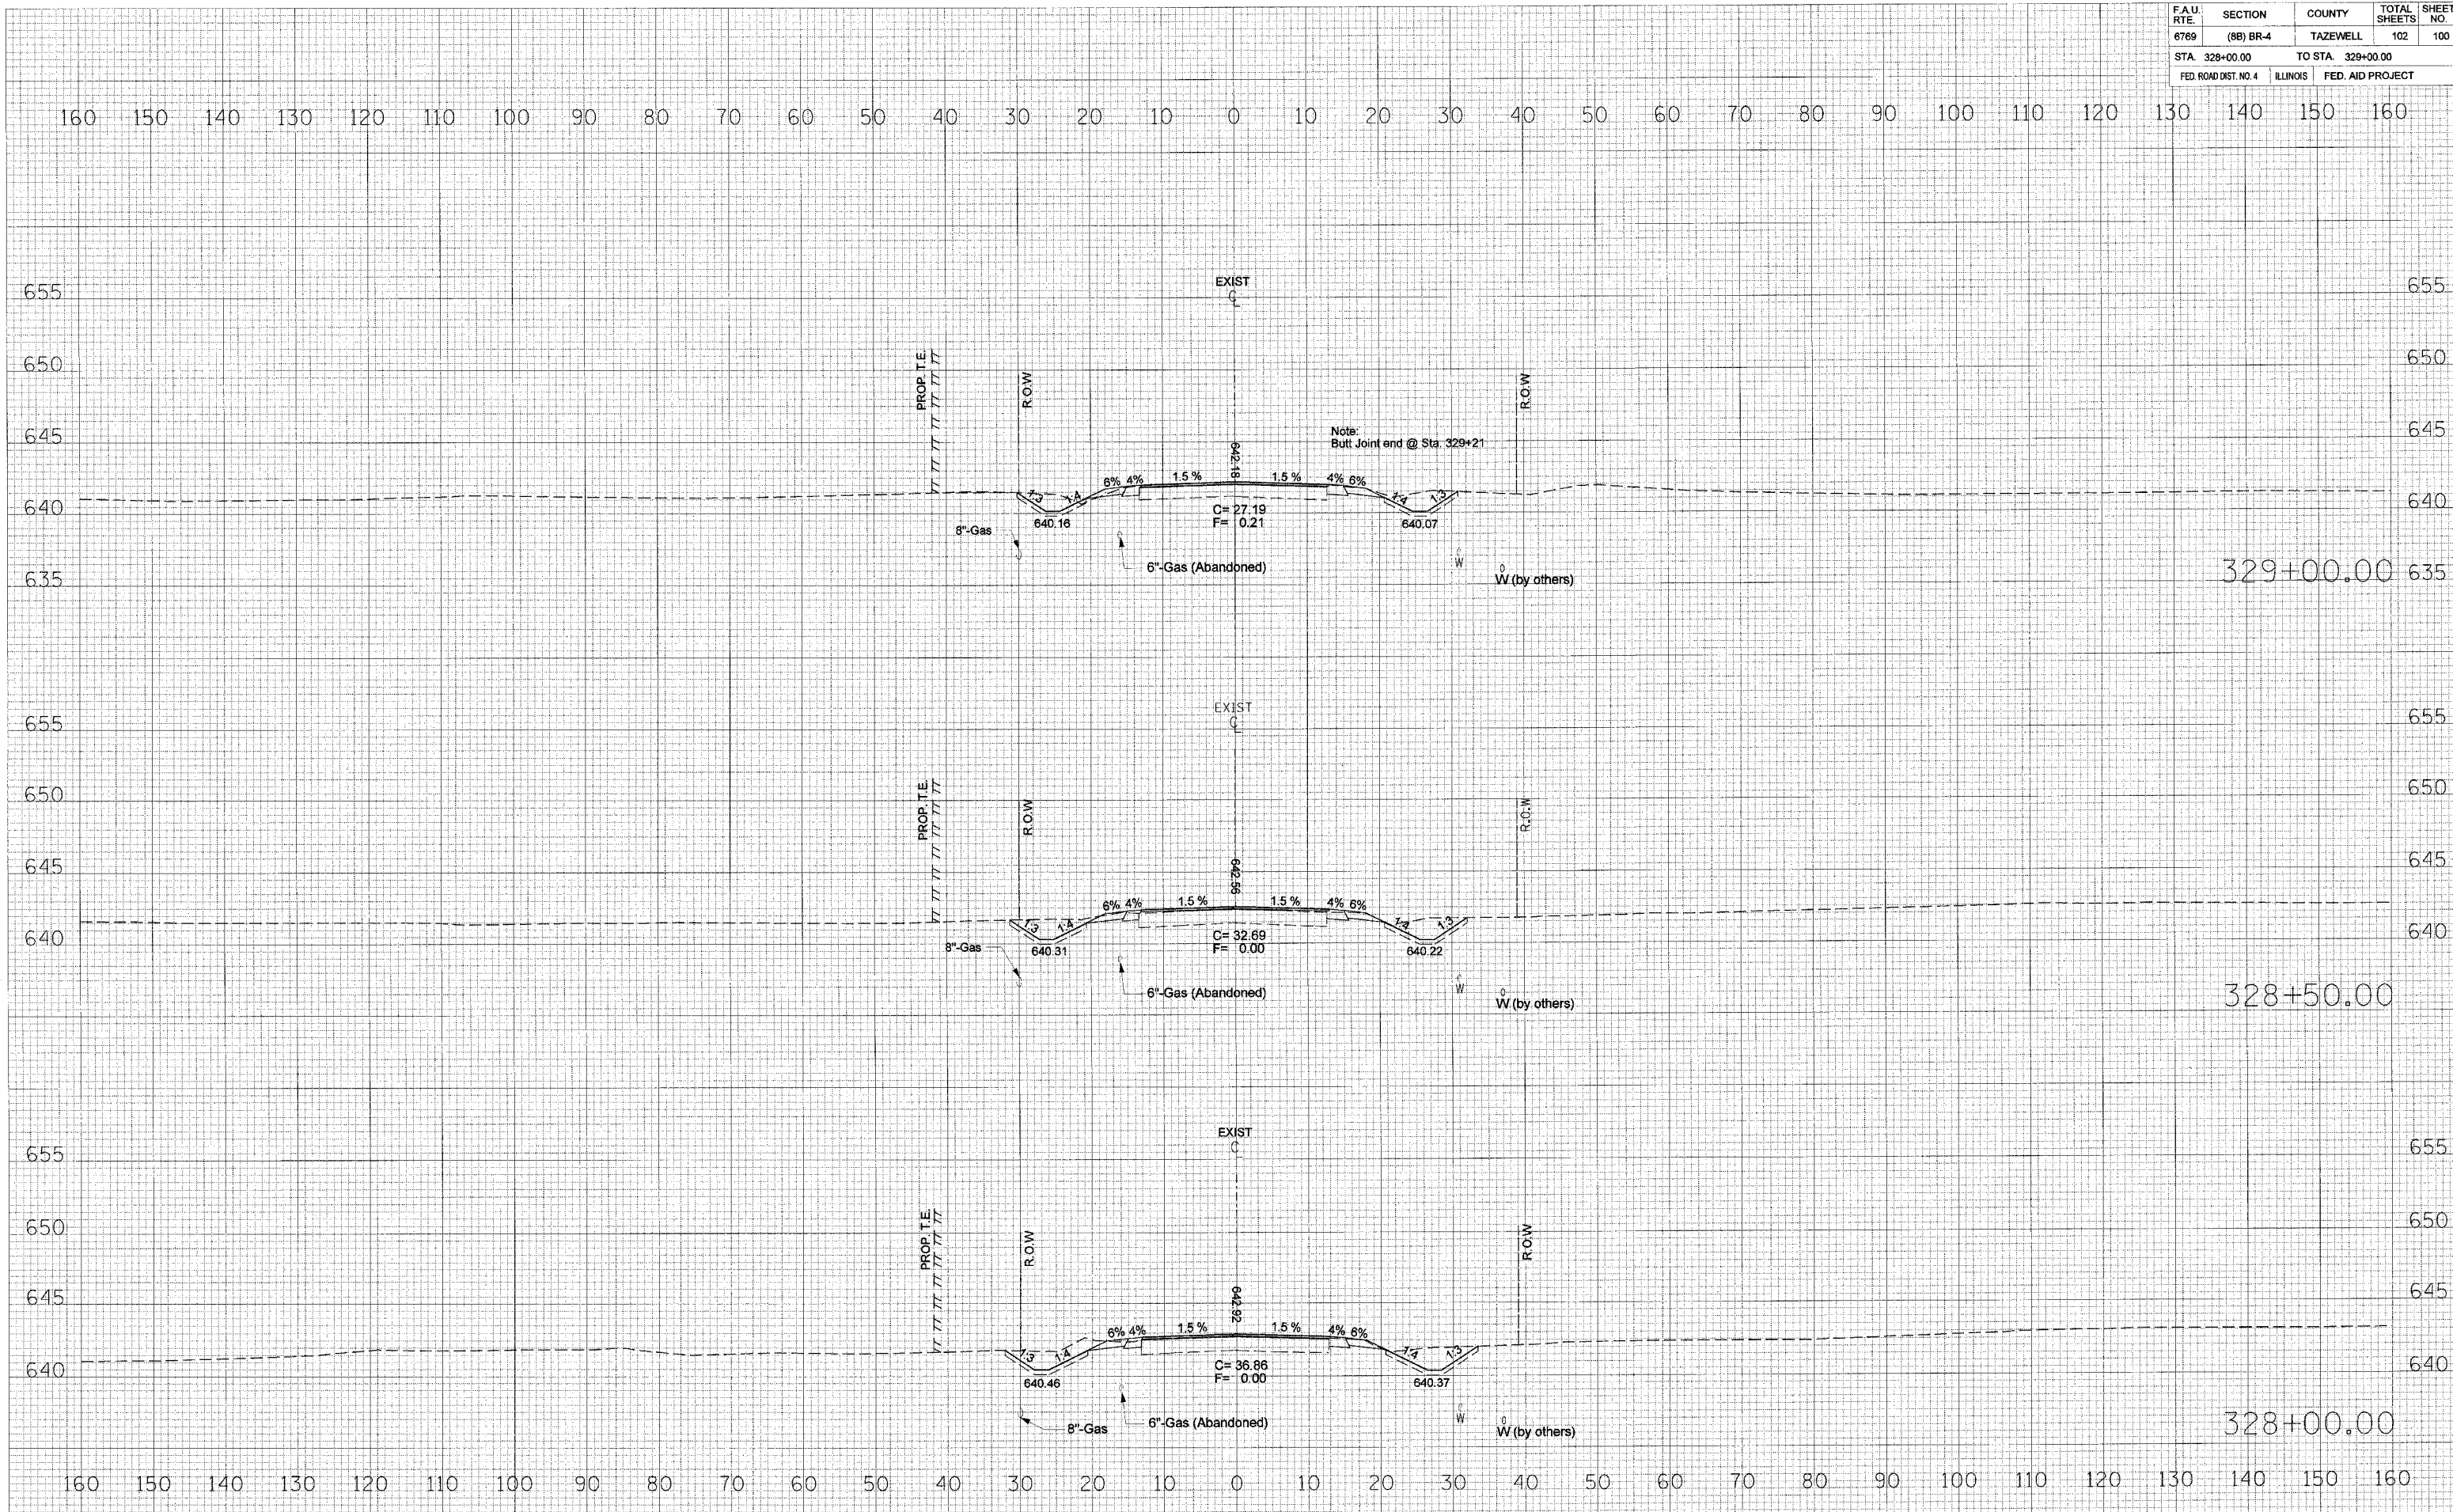 F.A.U. RTE. SECTION COUNTY TOTAL SHEETS SHEET NO.
6769 (8B) BR-4 TAZEWELL 102 100
STA. 328+00.00 TO STA. 329+00.00
FED. ROAD DIST. NO. 4 ILLINOIS FED. AID PROJECT
160 150 140 130 120 110 100 90 80 70 60 50 40 30 20 10 0 10 20 30 40 50 60 70 80 90 100 110 120 130 140 150 160
EXIST
CL
655 655
650 650
PROP. T.E.
R.O.W
R.O.W
645 645
Note:
Butt Joint end @ Sta. 329+21
642.18
6% 4% 1.5 % 1.5 % 4% 6%
1:3 1:4 1:4 1:3
640 640
640.16 640.07
C= 27.19
F= 0.21
8"-Gas
6"-Gas (Abandoned)
W
W (by others)
635 635
329+00.00
EXIST
CL
655 655
650 650
PROP. T.E.
R.O.W
R.O.W
645 645
642.56
6% 4% 1.5 % 1.5 % 4% 6%
1:3 1:4 1:4 1:3
640 640
640.31 640.22
C= 32.69
F= 0.00
8"-Gas
6"-Gas (Abandoned)
W
W (by others)
328+50.00
EXIST
CL
655 655
650 650
PROP. T.E.
R.O.W
R.O.W
645 645
642.92
6% 4% 1.5 % 1.5 % 4% 6%
1:3 1:4 1:4 1:3
640 640
640.46 640.37
C= 36.86
F= 0.00
8"-Gas
6"-Gas (Abandoned)
W
W (by others)
328+00.00
160 150 140 130 120 110 100 90 80 70 60 50 40 30 20 10 0 10 20 30 40 50 60 70 80 90 100 110 120 130 140 150 160